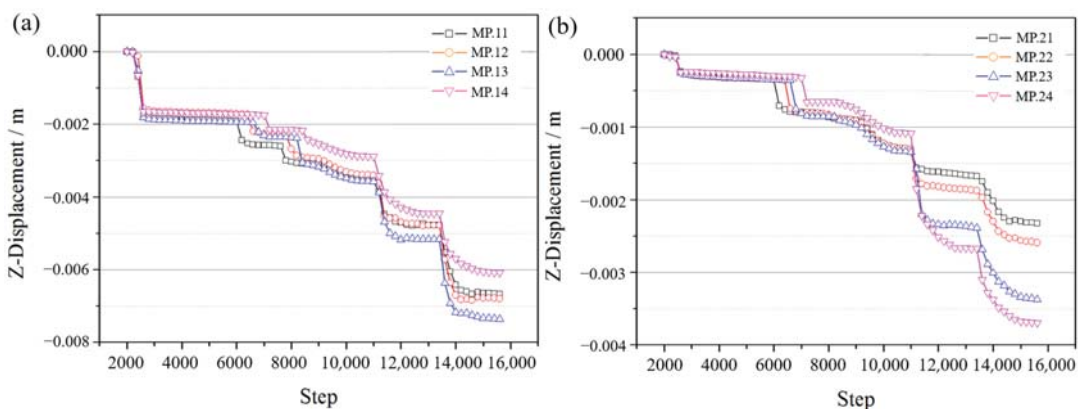 (a)
MP.11
MP.12
MP.13
MP.14
0.000
−0.002
−0.004
−0.006
−0.008
Z-Displacement / m
2000 4000 6000 8000 10,000 12,000 14,000 16,000
Step
(b)
MP.21
MP.22
MP.23
MP.24
0.000
−0.001
−0.002
−0.003
−0.004
Z-Displacement / m
2000 4000 6000 8000 10,000 12,000 14,000 16,000
Step